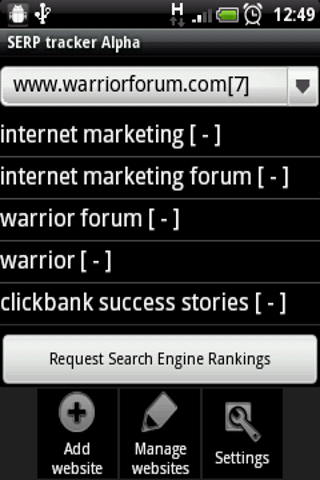 H
12:49
SERP tracker Alpha
www.warriorforum.com[7]
internet marketing [ - ]
internet marketing forum [ - ]
warrior forum [ - ]
warrior [ - ]
clickbank success stories [ - ]
Request Search Engine Rankings
Add
website
Manage
websites
Settings